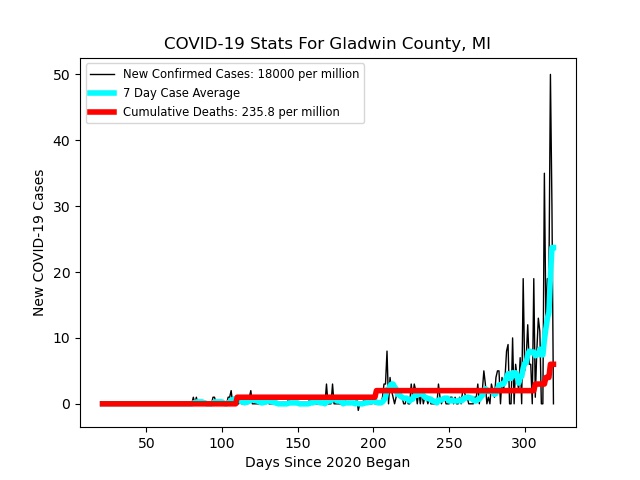 COVID-19 Stats For Gladwin County, MI
New Confirmed Cases: 18000 per million
7 Day Case Average
Cumulative Deaths: 235.8 per million
New COVID-19 Cases
50
40
30
20
10
0
50 100 150 200 250 300
Days Since 2020 Began